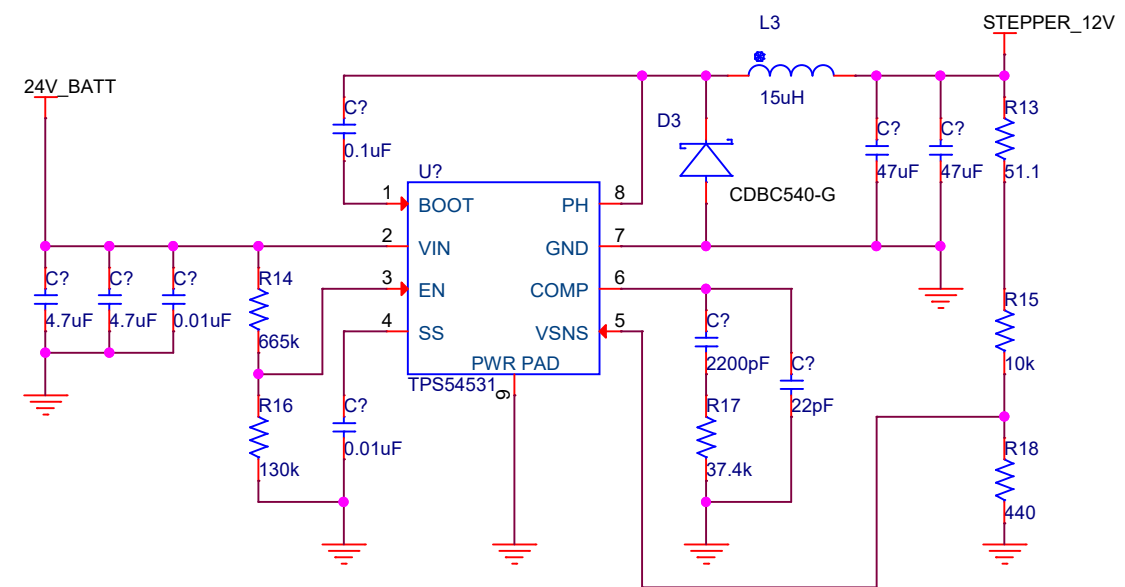 L3
STEPPER_12V
24V_BATT
15uH
C?
0.1uF
D3
C?
47uF
C?
47uF
R13
51.1
CDBC540-G
U?
1
BOOT
PH
8
2
VIN
GND
7
3
EN
COMP
6
4
SS
VSNS
5
PWR PAD
TPS54531
9
C?
4.7uF
C?
4.7uF
C?
0.01uF
R14
665k
R16
130k
C?
0.01uF
C?
2200pF
R17
37.4k
C?
22pF
R15
10k
R18
440